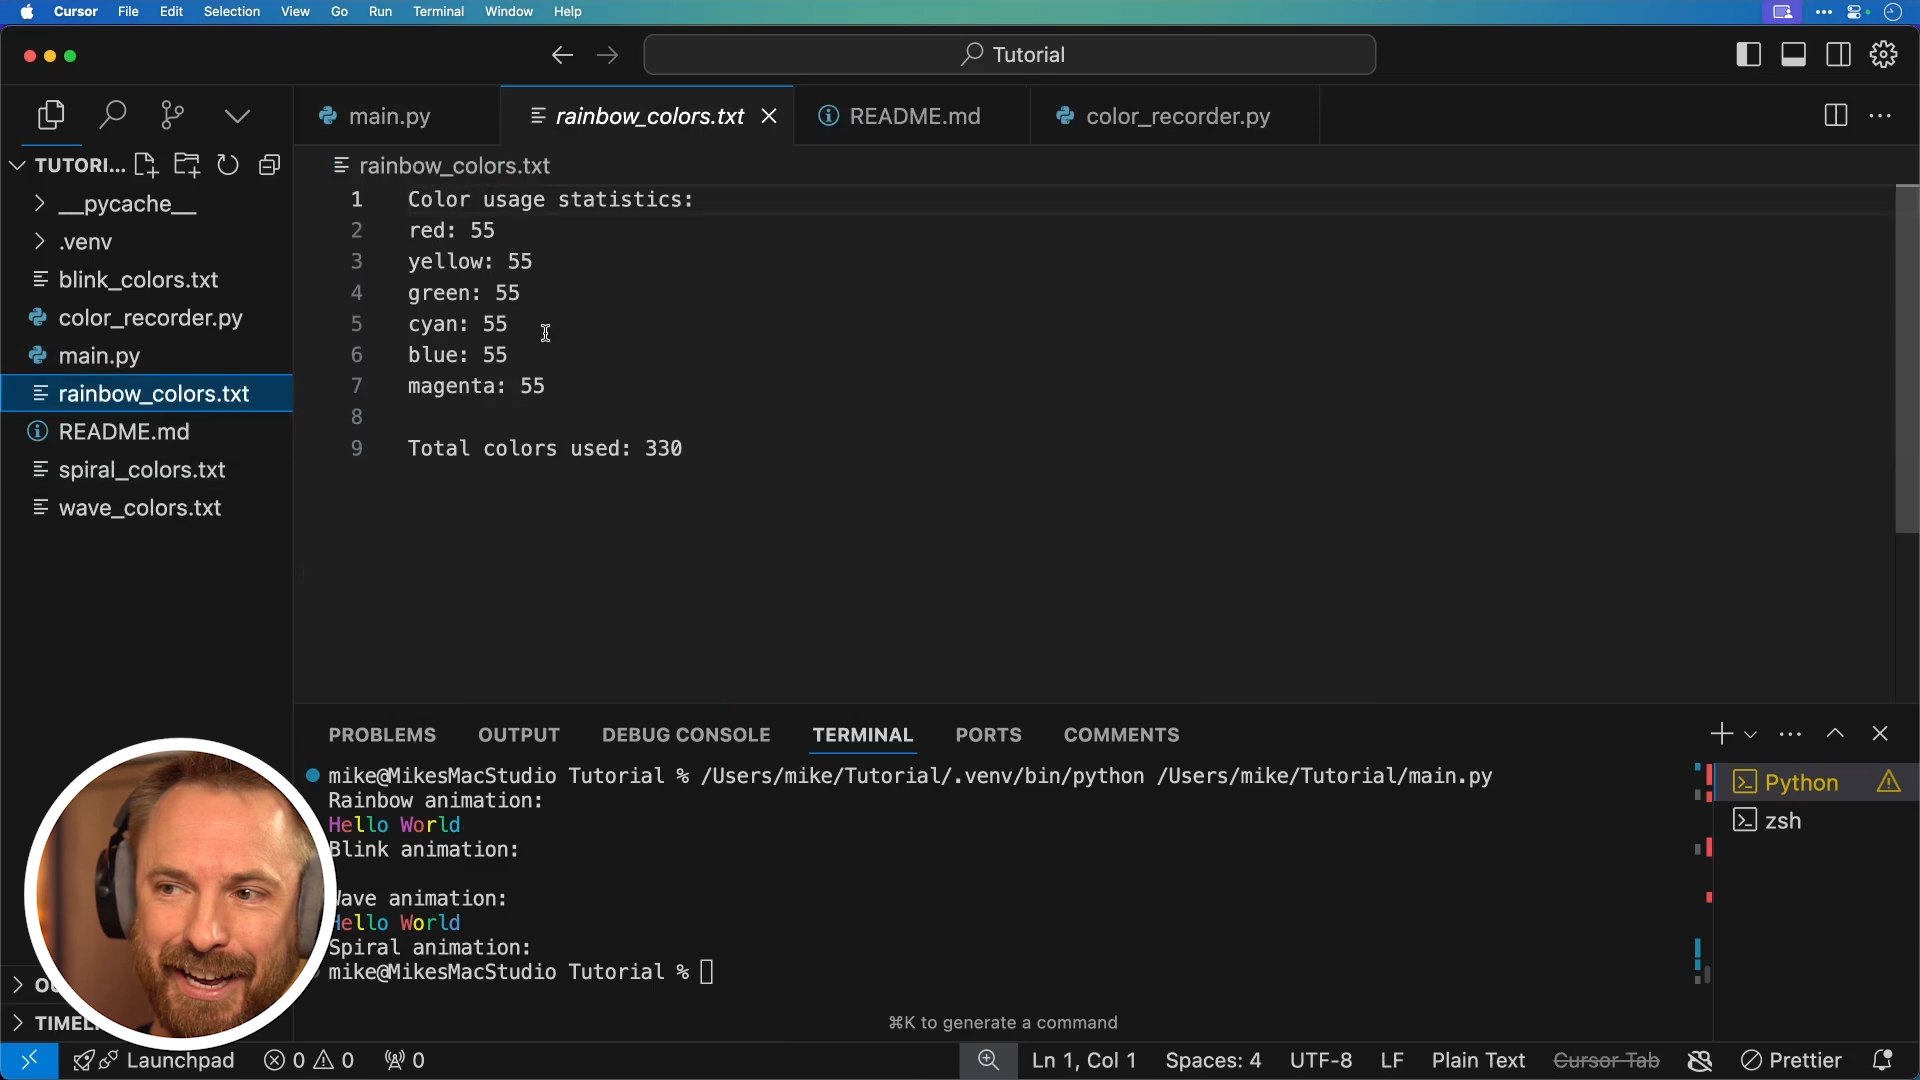 Cursor File Edit Selection View Go Run Terminal Window Help
Tutorial
main.py rainbow_colors.txt README.md color_recorder.py
TUTORI...
__pycache__
.venv
blink_colors.txt
color_recorder.py
main.py
rainbow_colors.txt
README.md
spiral_colors.txt
wave_colors.txt
rainbow_colors.txt
1 Color usage statistics:
2 red: 55
3 yellow: 55
4 green: 55
5 cyan: 55
6 blue: 55
7 magenta: 55
8
9 Total colors used: 330
PROBLEMS OUTPUT DEBUG CONSOLE TERMINAL PORTS COMMENTS
mike@MikesMacStudio Tutorial % /Users/mike/Tutorial/.venv/bin/python /Users/mike/Tutorial/main.py
Rainbow animation:
Hello World
Blink animation:
Wave animation:
Hello World
Spiral animation:
mike@MikesMacStudio Tutorial %
⌘K to generate a command
Python
zsh
Launchpad 0 0 0 Ln 1, Col 1 Spaces: 4 UTF-8 LF Plain Text Cursor Tab Prettier